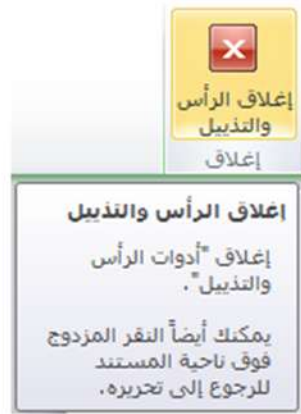 إغلاق الرأس
والتذييل
إغلاق
إغلاق الرأس والتذييل
إغلاق "أدوات الرأس
والتذييل".
يمكنك أيضاً النقر المزدوج
فوق ناحية المستند
للرجوع إلى تحريره.